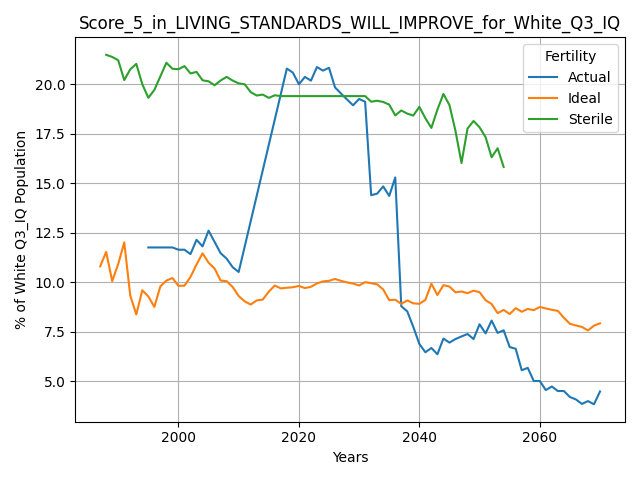 Score_5_in_LIVING_STANDARDS_WILL_IMPROVE_for_White_Q3_IQ
Fertility
Actual
Ideal
Sterile
% of White Q3_IQ Population
20.0
17.5
15.0
12.5
10.0
7.5
5.0
2000
2020
2040
2060
Years